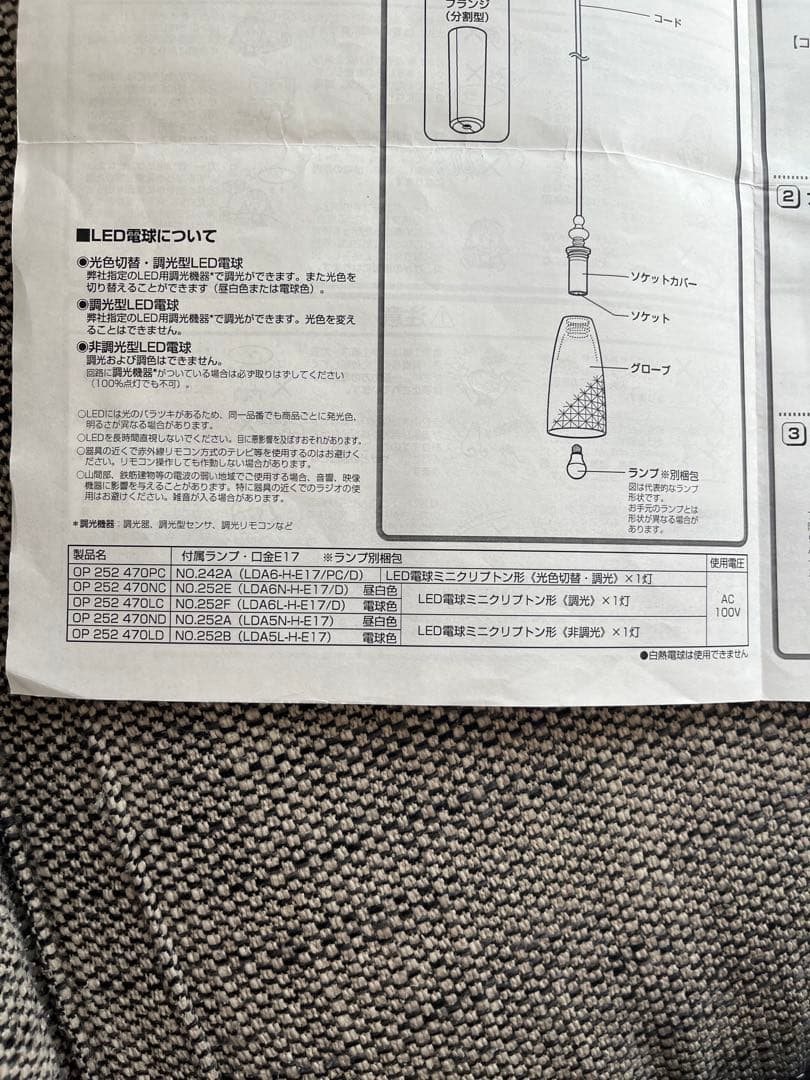 フランジ
(分割型)
コード
【コ
2
3
■LED電球について
◉光色切替・調光型LED電球
弊社指定のLED用調光機器*で調光ができます。また光色を
切り替えることができます（昼白色または電球色）。
◉調光型LED電球
弊社指定のLED用調光機器*で調光ができます。光色を変え
ることはできません。
◉非調光型LED電球
調光および調色はできません。
回路に調光機器*がついている場合は必ず取りはずしてください
（100%点灯でも不可）。
○LEDには光のバラツキがあるため、同一品番でも商品ごとに発光色、
明るさが異なる場合があります。
○LEDを長時間直視しないでください。目に悪影響を及ぼすおそれがあります。
○器具の近くで赤外線リモコン方式のテレビ等を使用するのはお避けく
ださい。リモコン操作しても作動しない場合があります。
○山間部、鉄筋建物等の電波の弱い地域でご使用する場合、音響、映像
機器に影響を与えることがあります。特に器具の近くでのラジオの使
用はお避けください。雑音が入る場合があります。
*調光機器：調光器、調光型センサ、調光リモコンなど
ソケットカバー
ソケット
グローブ
ランプ※別梱包
図は代表的なランプ
形状です。
お手元のランプとは
形状が異なる場合が
あります。
製品名 付属ランプ・口金E17 ※ランプ別梱包 使用電圧
OP 252 470PC NO.242A（LDA6-H-E17/PC/D） LED電球ミニクリプトン形《光色切替・調光》×1灯
OP 252 470NC NO.252E（LDA6N-H-E17/D） 昼白色 LED電球ミニクリプトン形《調光》×1灯
OP 252 470LC NO.252F（LDA6L-H-E17/D） 電球色
OP 252 470ND NO.252A（LDA5N-H-E17） 昼白色 LED電球ミニクリプトン形《非調光》×1灯
OP 252 470LD NO.252B（LDA5L-H-E17） 電球色
AC
100V
●白熱電球は使用できません